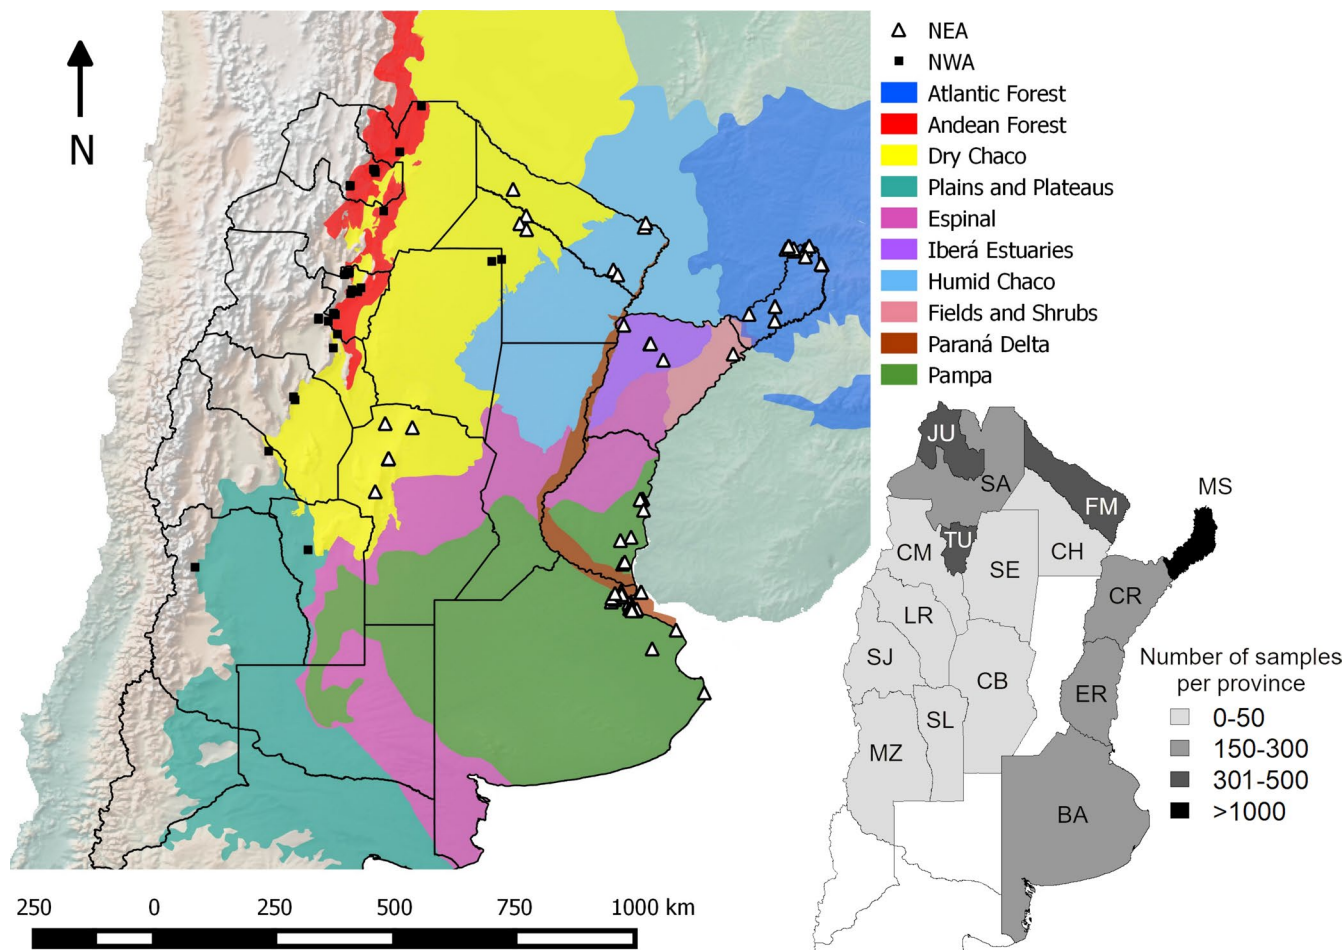 N
NEA
NWA
Atlantic Forest
Andean Forest
Dry Chaco
Plains and Plateaus
Espinal
Iberá Estuaries
Humid Chaco
Fields and Shrubs
Paraná Delta
Pampa
JU
SA
FM
MS
TU
CM
CH
SE
CR
LR
SJ
CB
ER
SL
MZ
BA
Number of samples
per province
0-50
150-300
301-500
>1000
250 0 250 500 750 1000 km